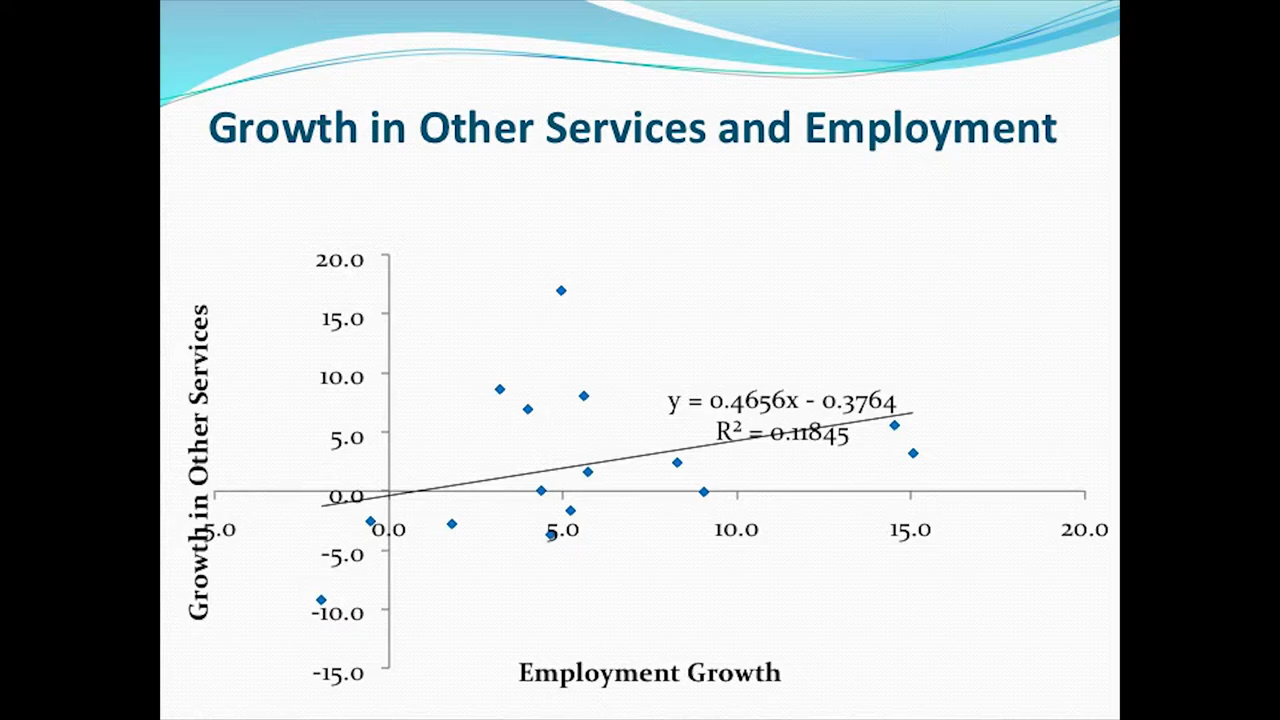 Growth in Other Services and Employment
20.0
15.0
10.0
5.0
0.0
-5.0
-10.0
-15.0
Growth in Other Services
5.0
0.0
5.0
10.0
15.0
20.0
y = 0.4656x - 0.3764
R² = 0.11845
Employment Growth